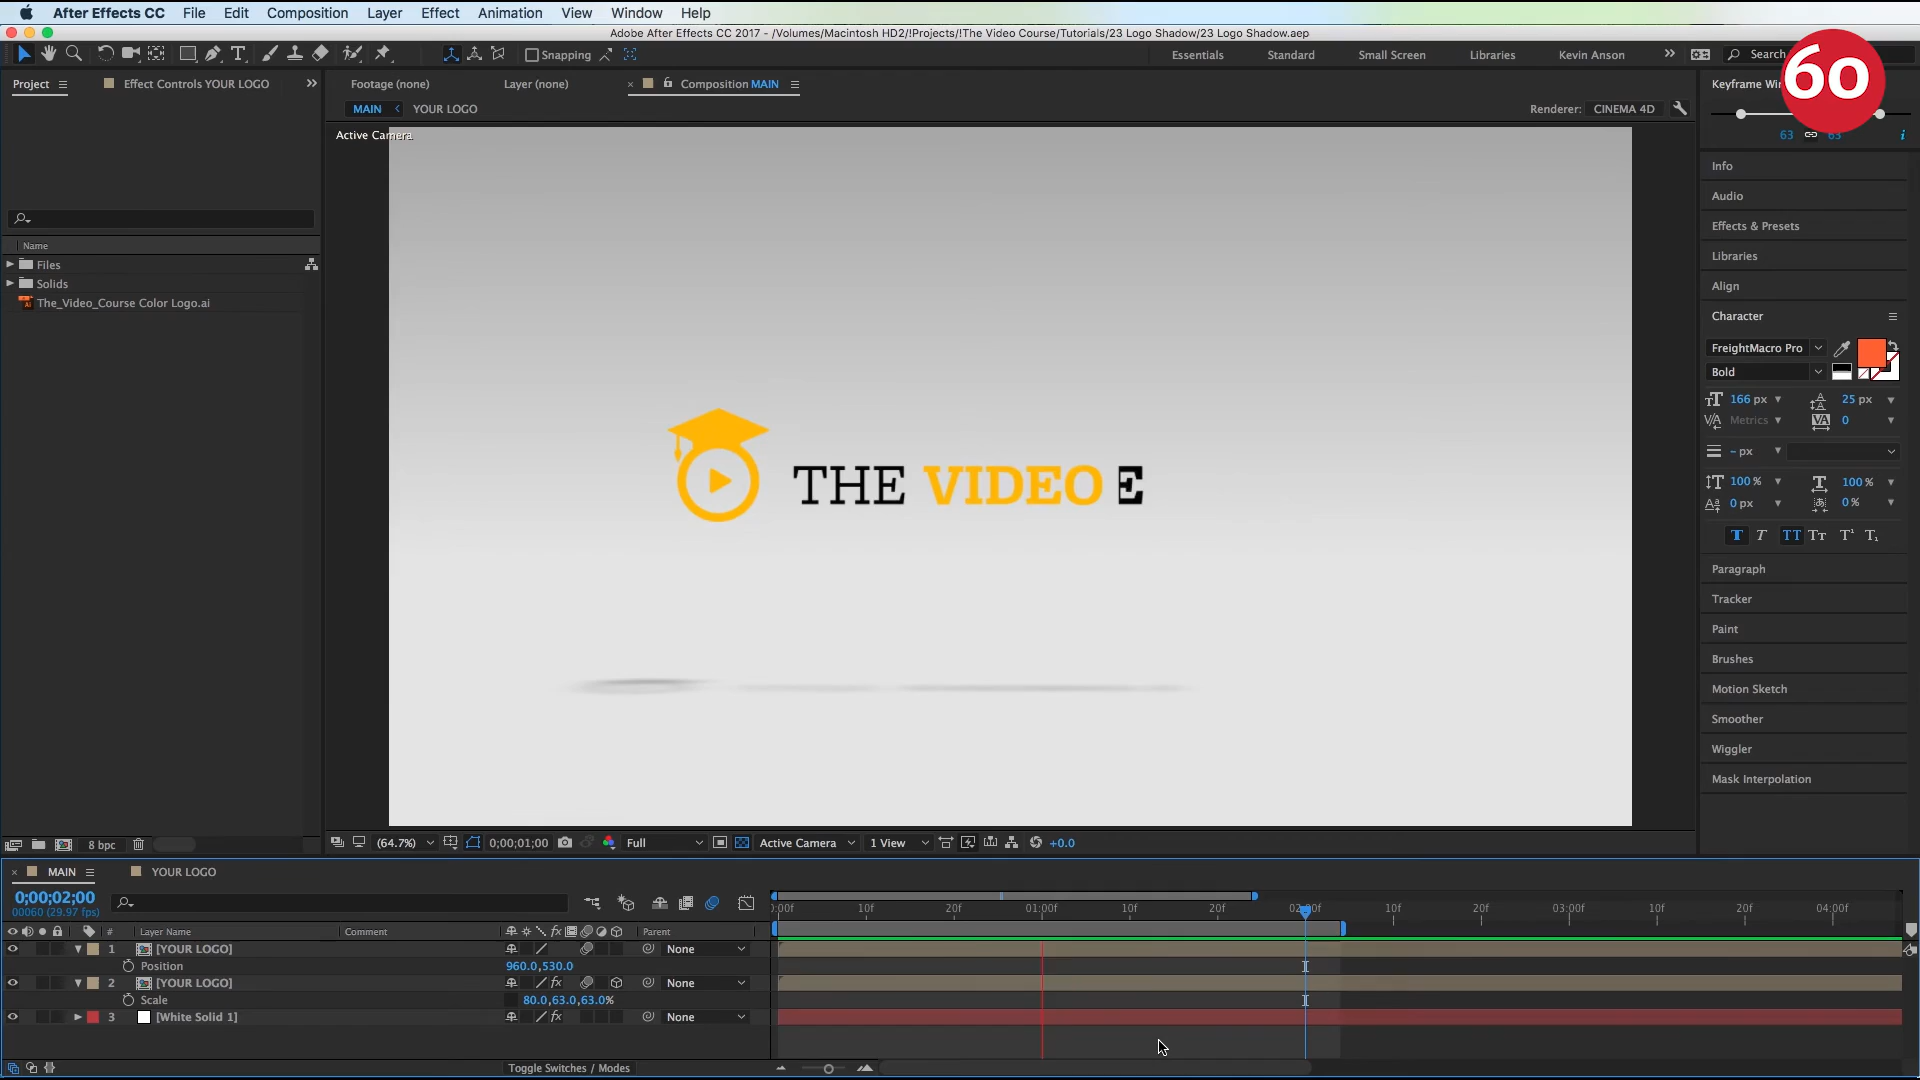 After Effects CC File Edit Composition Layer Effect Animation View Window Help
Adobe After Effects CC 2017 - /Volumes/Macintosh HD2/!Projects/!The Video Course/Tutorials/23 Logo Shadow/23 Logo Shadow.aep
Snapping Essentials Standard Small Screen Libraries Kevin Anson Search
60
Project Effect Controls YOUR LOGO Footage (none) Layer (none) Composition MAIN Keyframe
MAIN YOUR LOGO Renderer: CINEMA 4D
Active Camera
63 63
Info
Audio
Effects & Presets
Libraries
Align
Character
FreightMacro Pro
Bold
166 px 25 px
Metrics 0
- px
100 % 100 %
0 px 0 %
T T TT TT T¹ T₁
Paragraph
Tracker
Paint
Brushes
Motion Sketch
Smoother
Wiggler
Mask Interpolation
Name
Files
Solids
The_Video_Course Color Logo.ai
THE VIDEO E
8 bpc (64.7%) 0;00;01;00 Full Active Camera 1 View +0.0
MAIN YOUR LOGO
0;00;02;00
00060 (29.97 fps)
:00f 10f 20f 01:00f 10f 20f 02:00f 10f 20f 03:00f 10f 20f 04:00f
# Layer Name Comment Parent
1 [YOUR LOGO] None
Position 960.0,530.0
2 [YOUR LOGO] None
Scale 80.0,63.0,63.0%
3 [White Solid 1] None
Toggle Switches / Modes